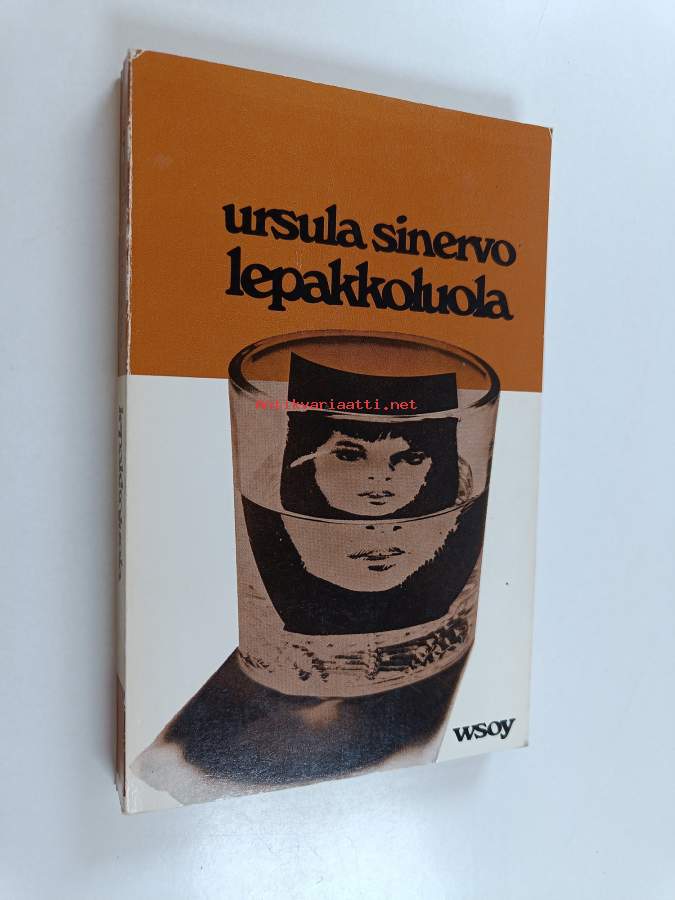 ursula sinervo
lepakkoluola
Antikvariaatti.net
wsoy